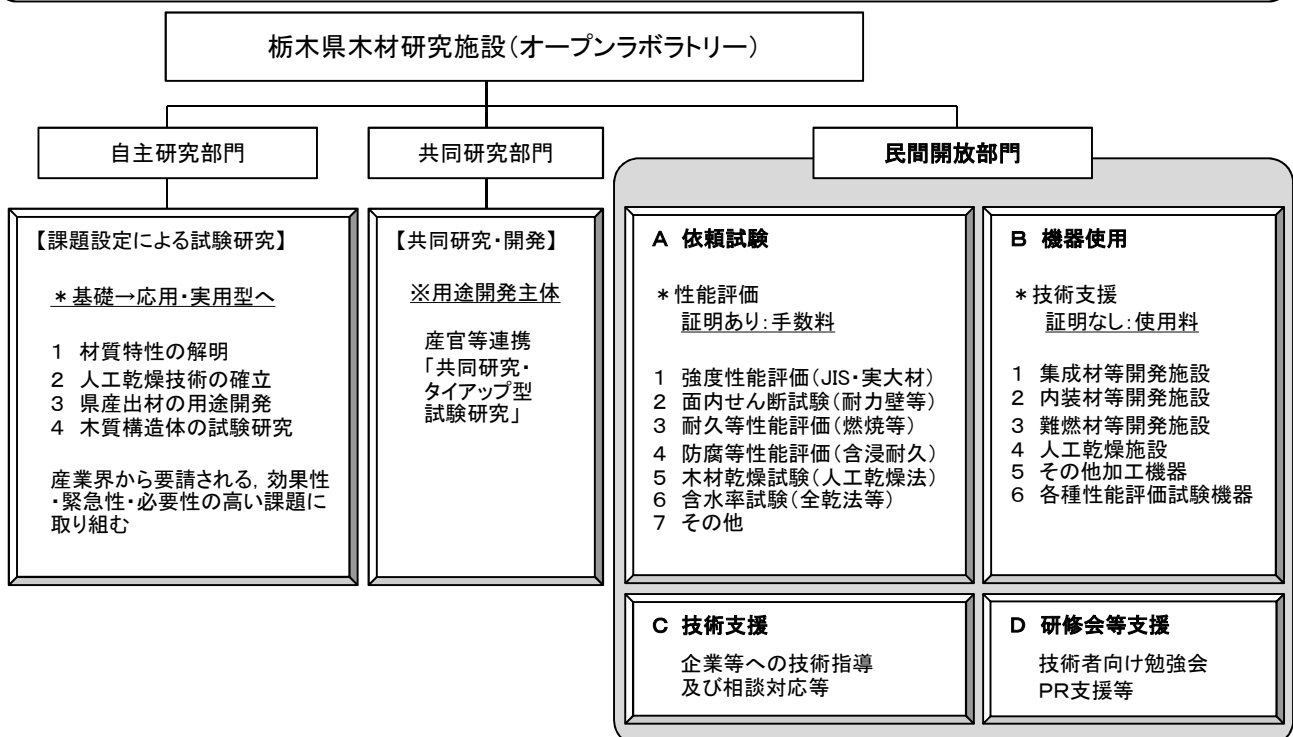 栃木県木材研究施設(オープンラボラトリー)
自主研究部門
共同研究部門
民間開放部門
【課題設定による試験研究】
*基礎→応用・実用型へ
1 材質特性の解明
2 人工乾燥技術の確立
3 県産出材の用途開発
4 木質構造体の試験研究
産業界から要請される,効果性
・緊急性・必要性の高い課題に
取り組む
【共同研究・開発】
※用途開発主体
産官等連携
「共同研究・
タイアップ型
試験研究」
A 依頼試験
*性能評価
証明あり:手数料
1 強度性能評価(JIS・実大材)
2 面内せん断試験(耐力壁等)
3 耐久等性能評価(燃焼等)
4 防腐等性能評価(含浸耐久)
5 木材乾燥試験(人工乾燥法)
6 含水率試験(全乾法等)
7 その他
B 機器使用
*技術支援
証明なし:使用料
1 集成材等開発施設
2 内装材等開発施設
3 難燃材等開発施設
4 人工乾燥施設
5 その他加工機器
6 各種性能評価試験機器
C 技術支援
企業等への技術指導
及び相談対応等
D 研修会等支援
技術者向け勉強会
PR支援等